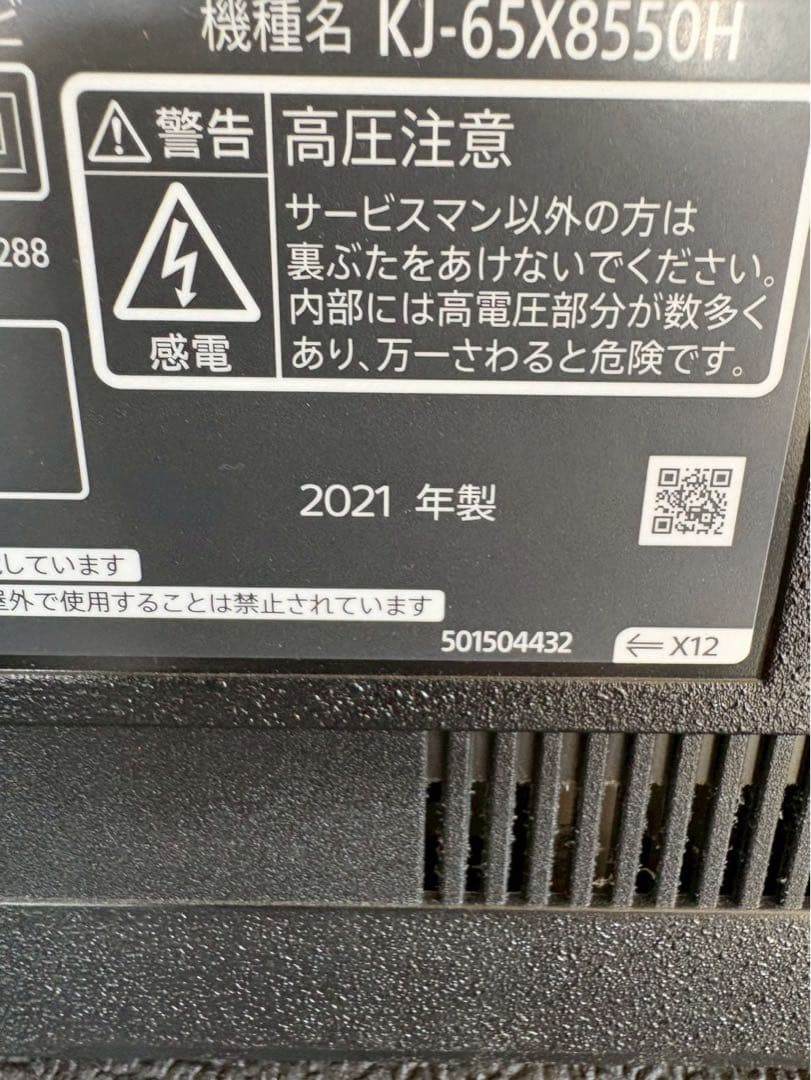 機種名 KJ-65X8550H
警告
高圧注意
サービスマン以外の方は
裏ぶたをあけないでください。
内部には高電圧部分が数多く
あり、万一さわると危険です。
感電
288
2021 年製
しています
屋外で使用することは禁止されています
501504432
X12